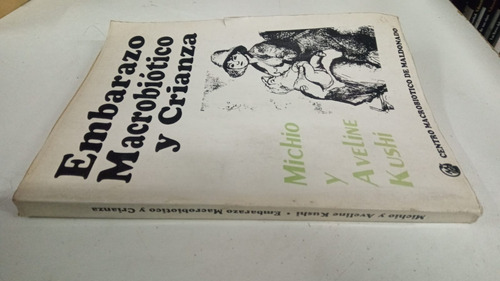 Embarazo
Macrobiótico
y Crianza
Michio
y
Aveline
Kushi
CENTRO MACROBIOTICO DE MALDONADO
Michio y Aveline Kushi - Embarazo Macrobiótico y Crianza